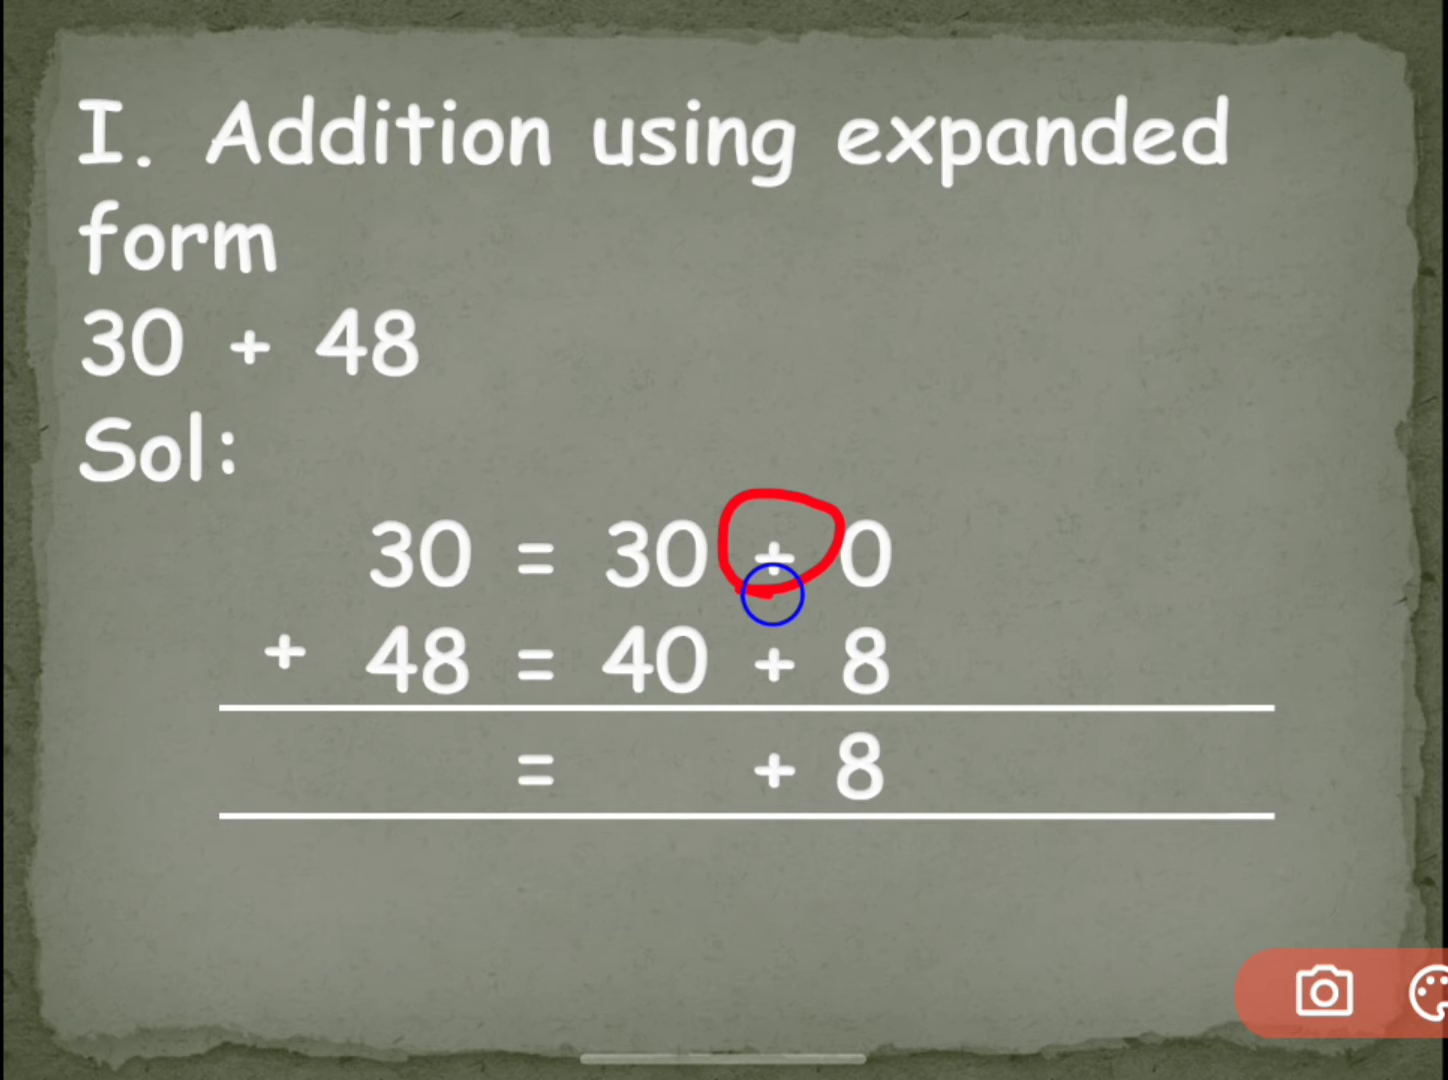 I. Addition using expanded
form
30 + 48
Sol:
30 = 30 + 0
+ 48 = 40 + 8
= + 8